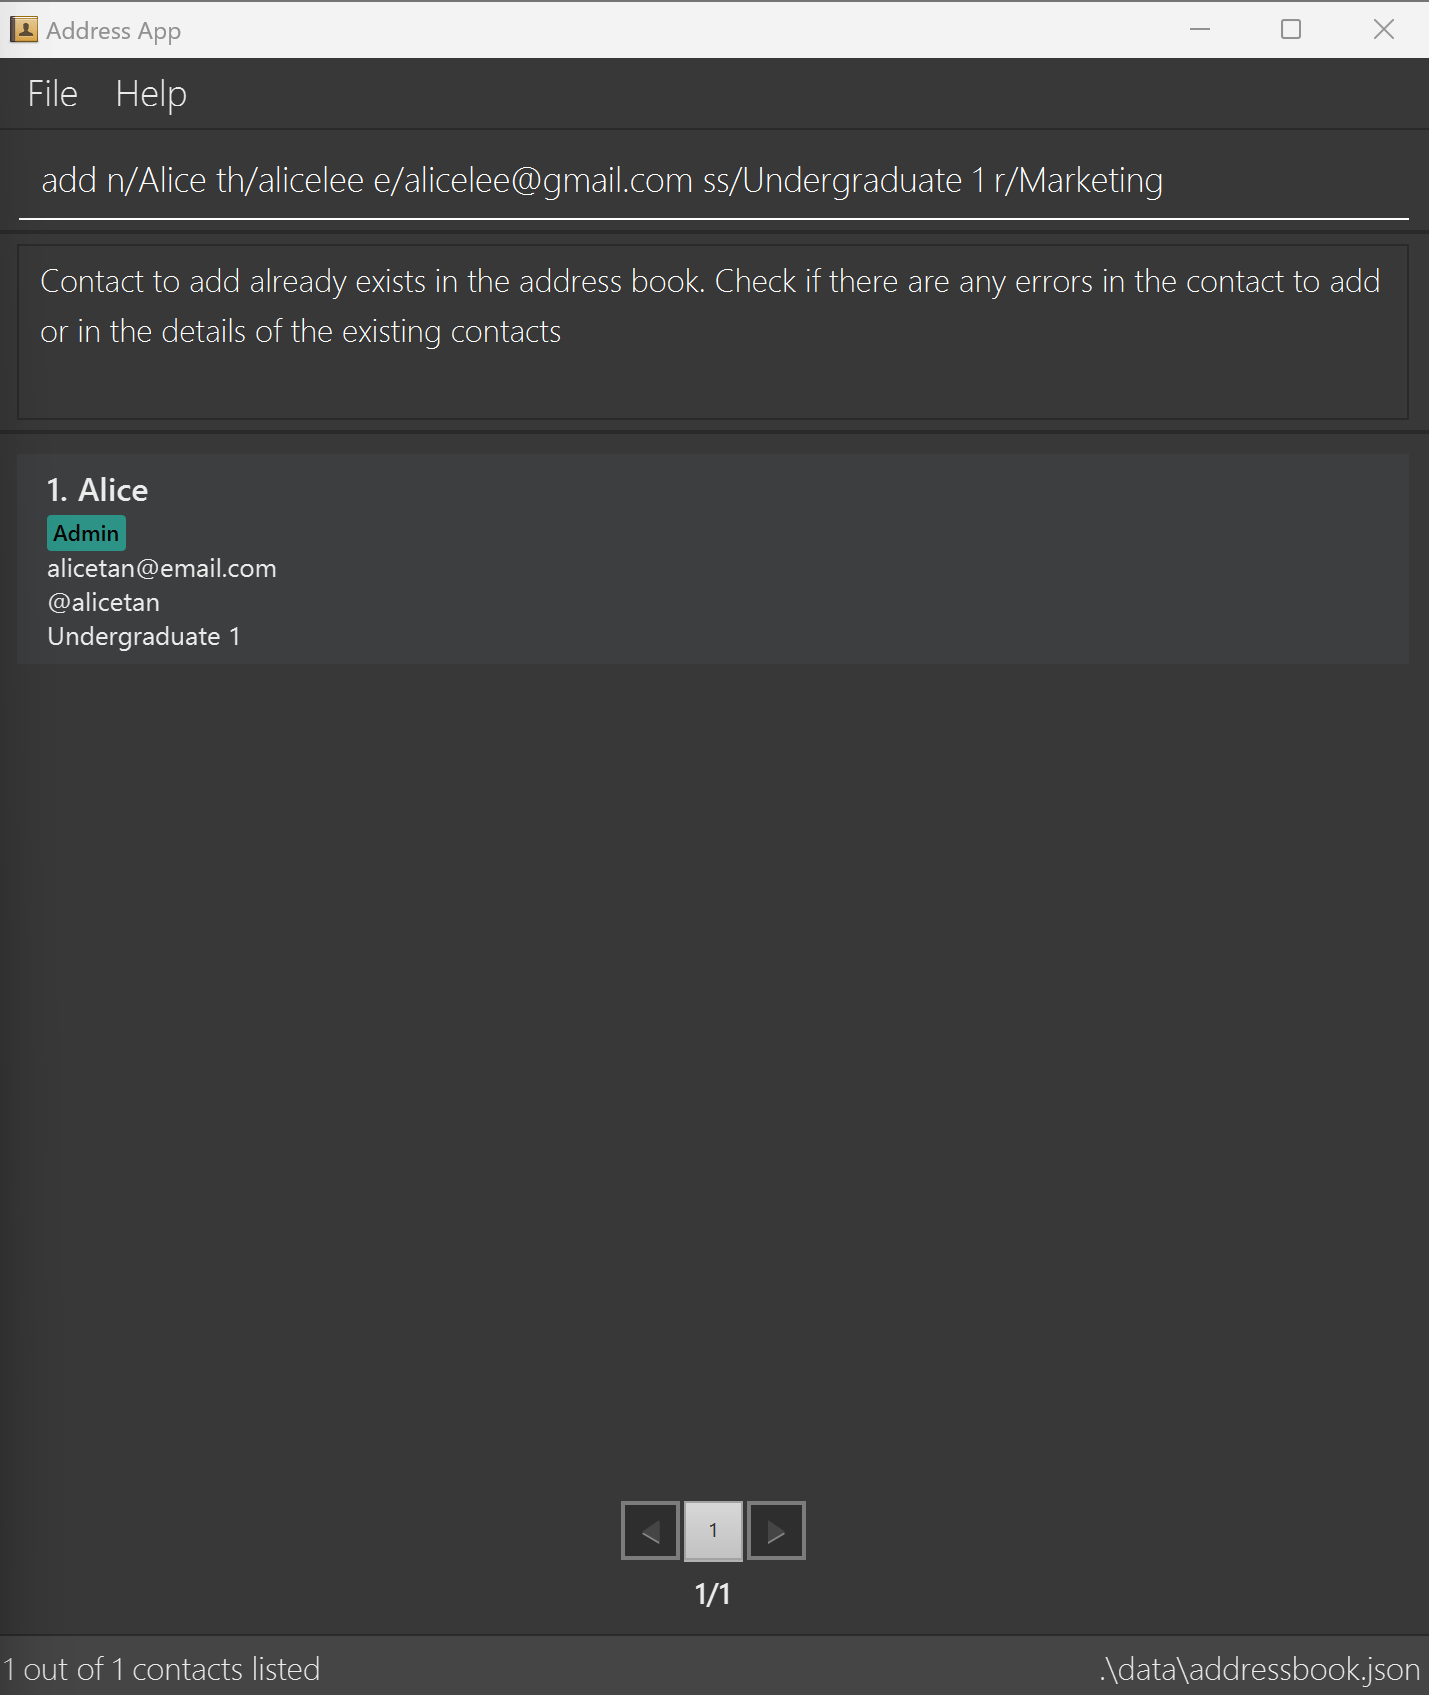 Address App
File Help
add n/Alice th/alicelee e/alicelee@gmail.com ss/Undergraduate 1 r/Marketing
Contact to add already exists in the address book. Check if there are any errors in the contact to add
or in the details of the existing contacts
1. Alice
Admin
alicetan@email.com
@alicetan
Undergraduate 1
1
1/1
1 out of 1 contacts listed
.\data\addressbook.json